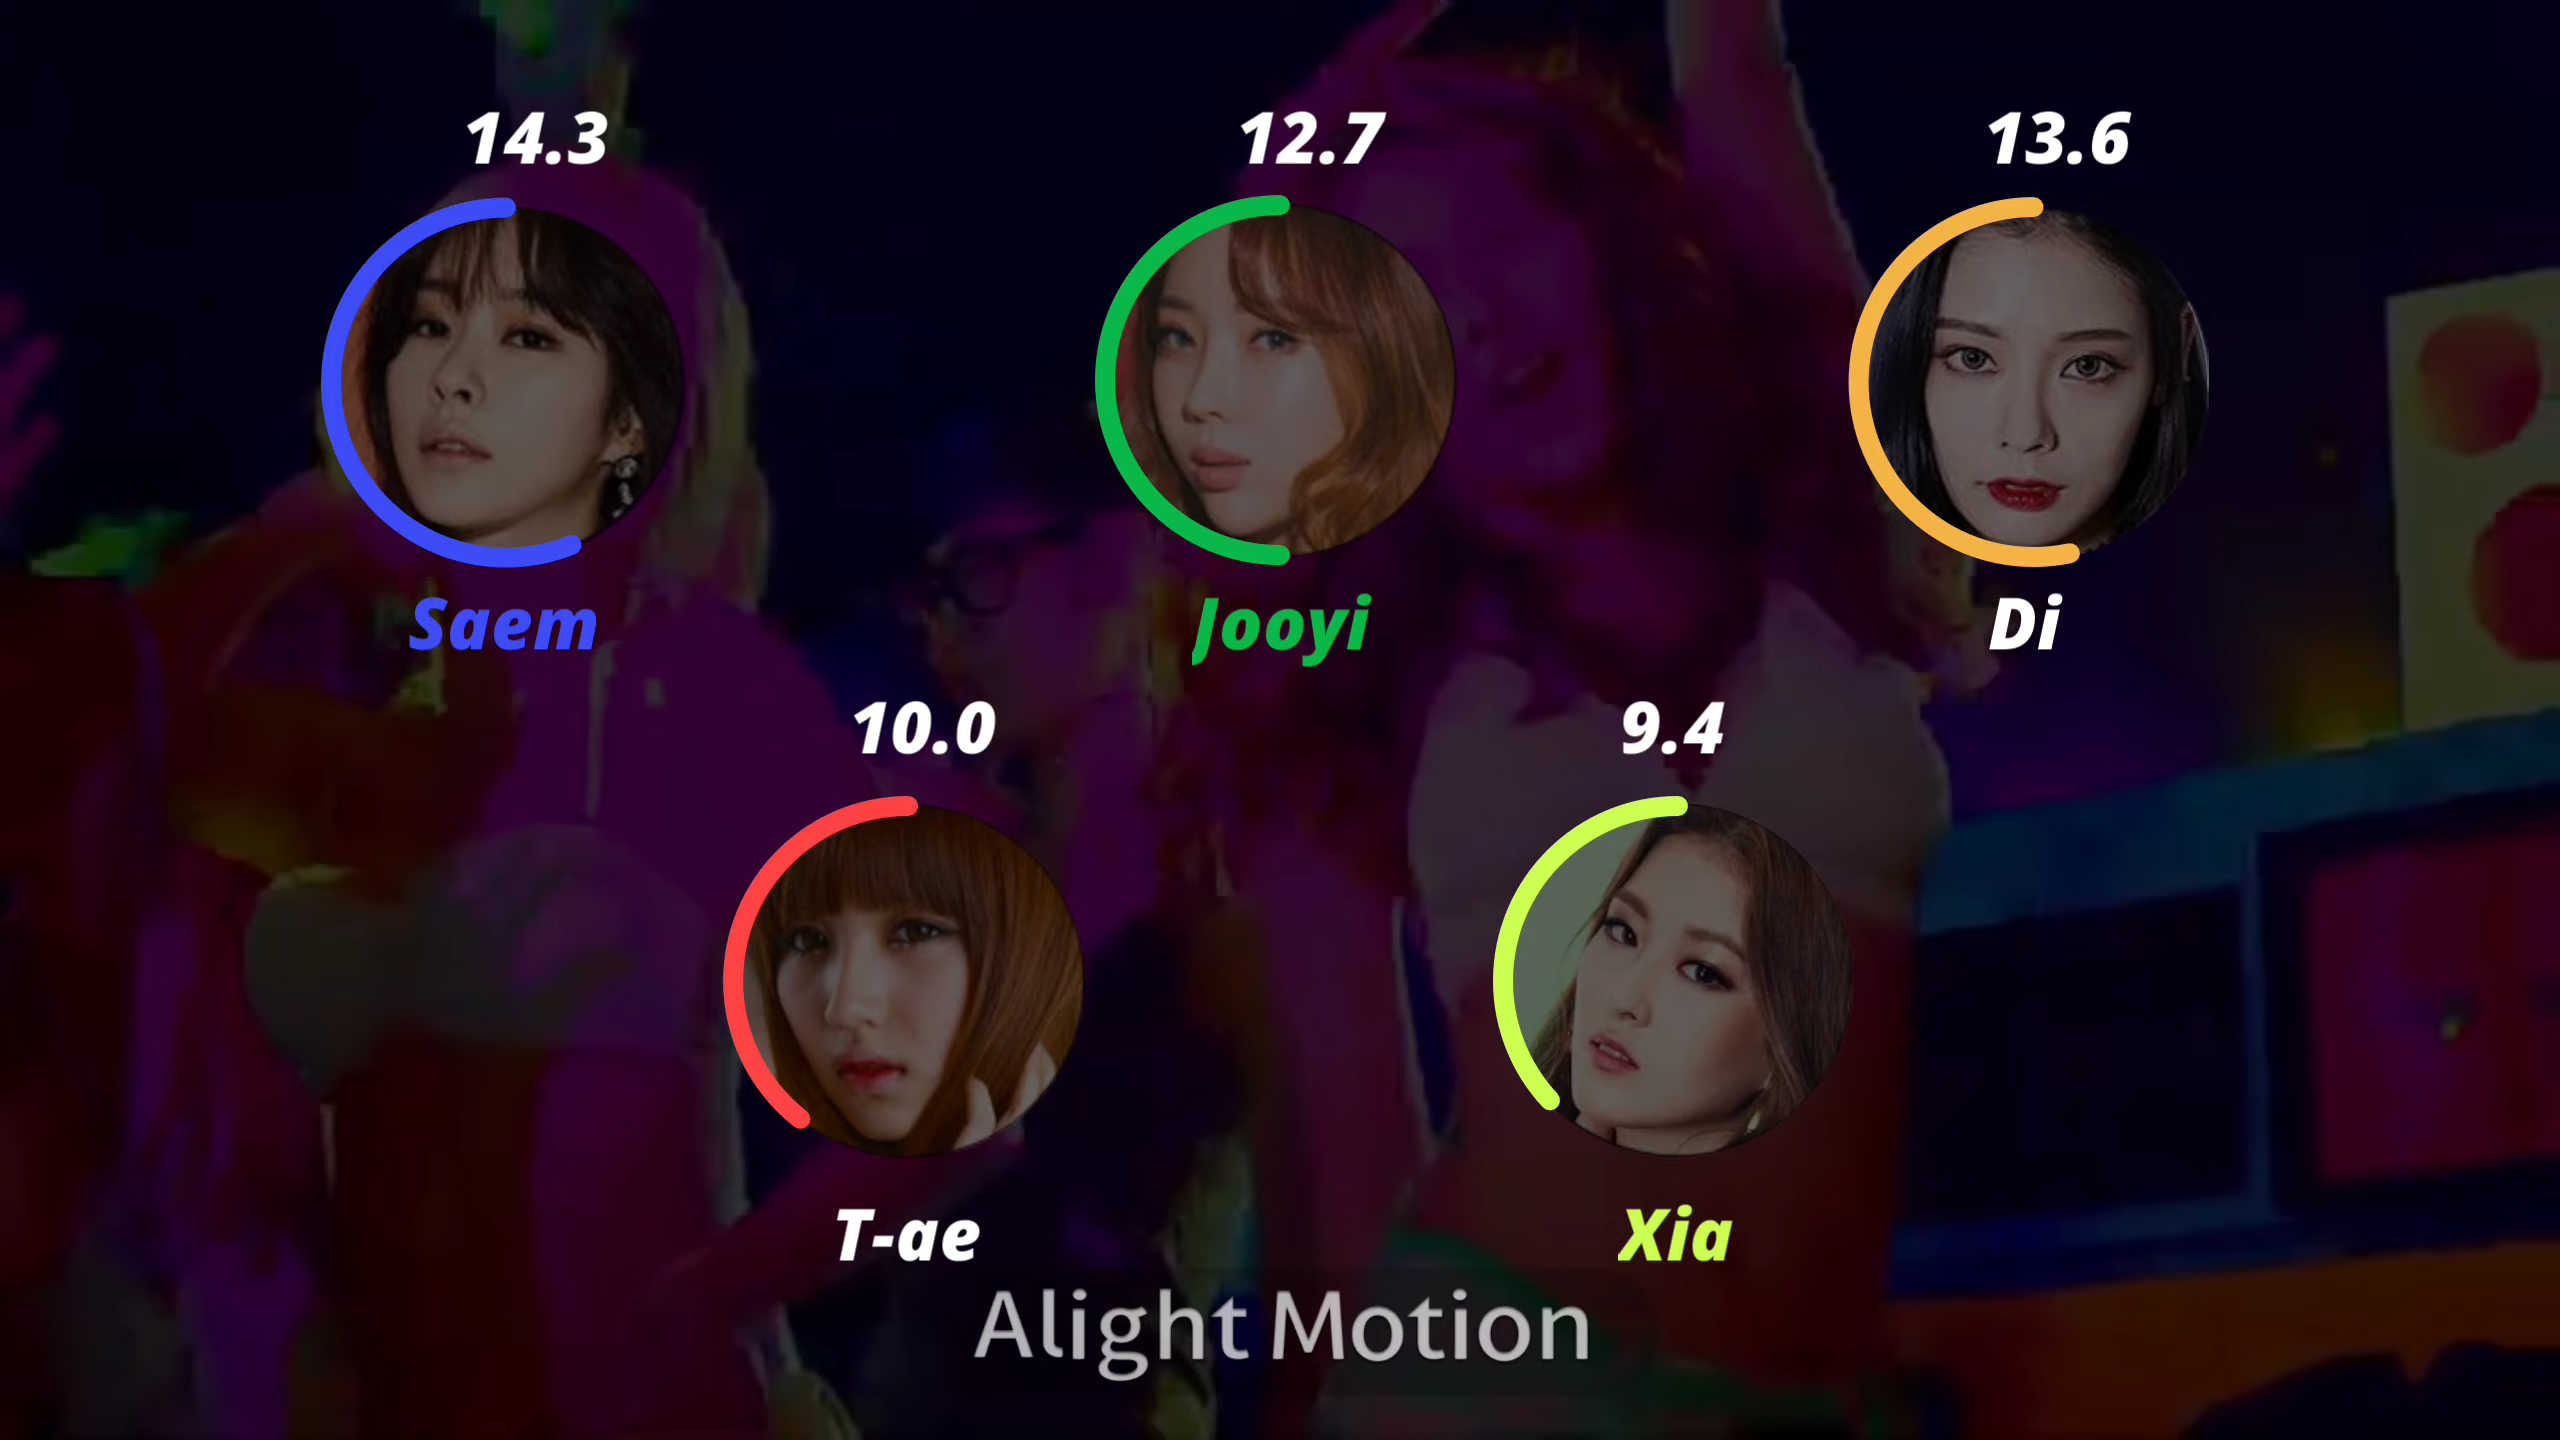 14.3
12.7
13.6
Saem
Jooyi
Di
10.0
9.4
T-ae
Xia
Alight Motion